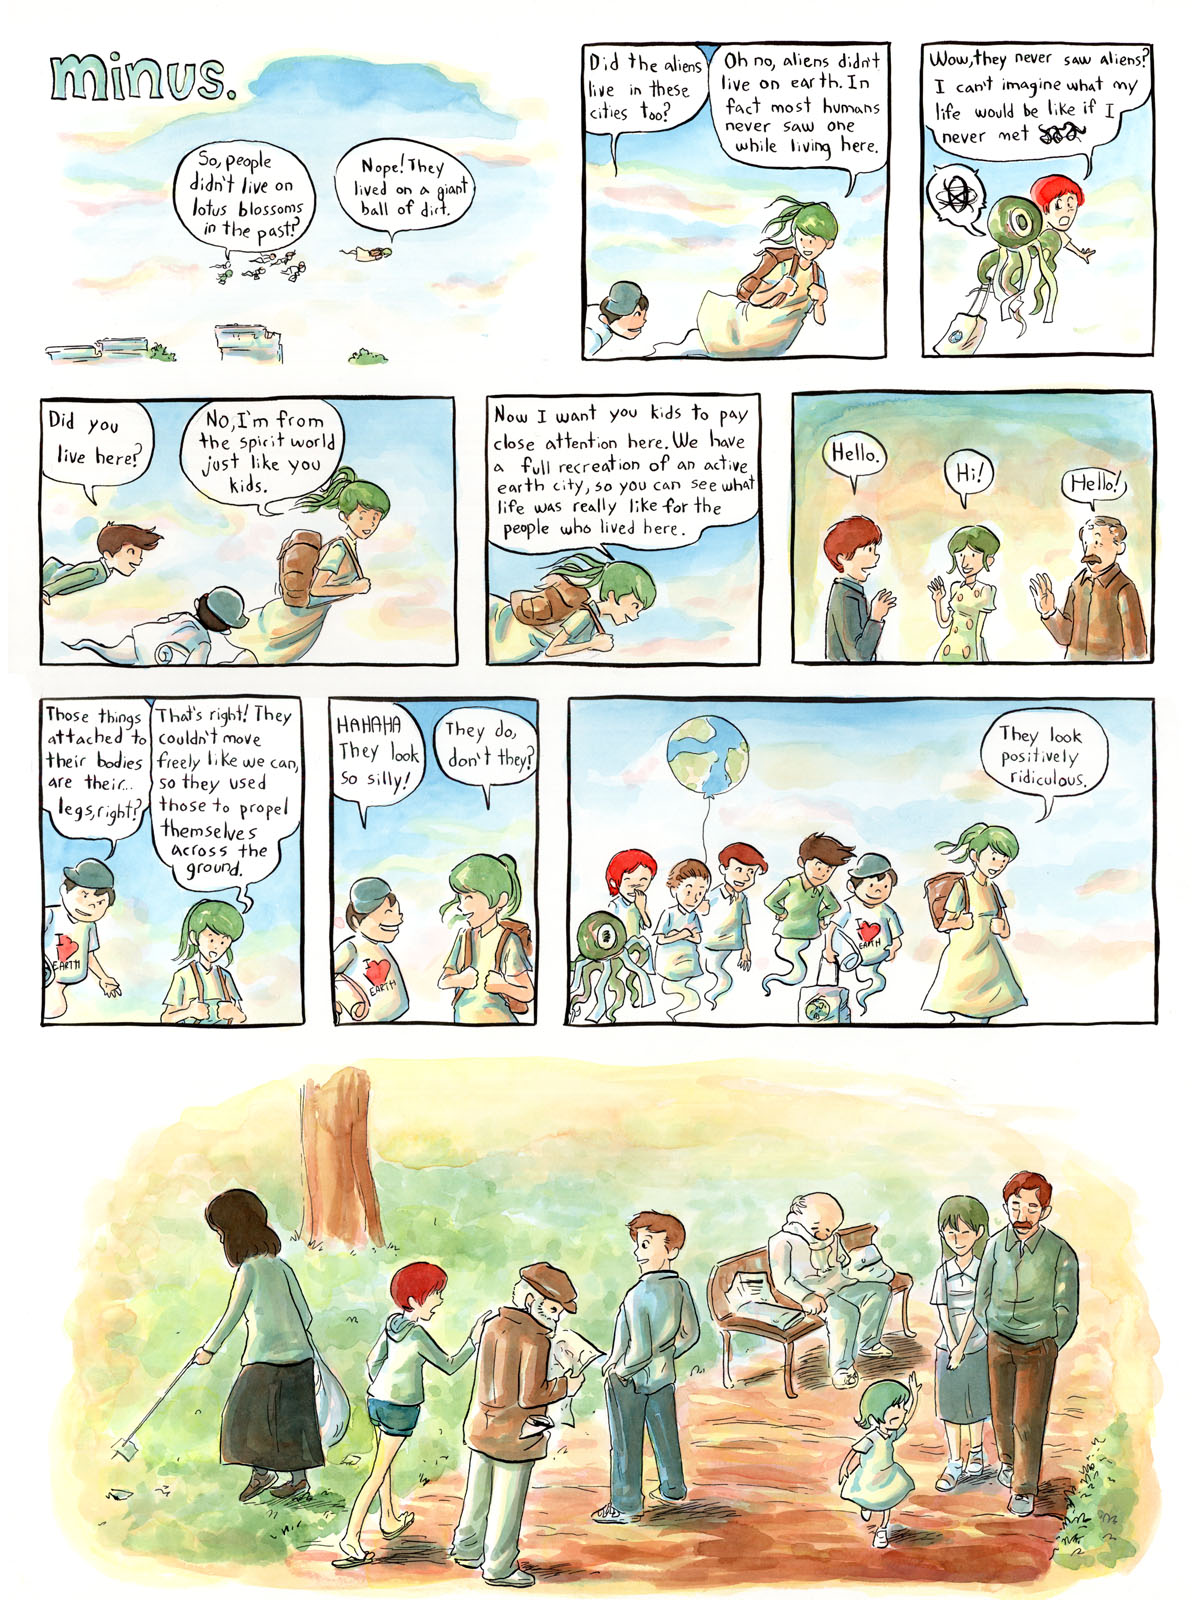 minus.
So, people
didn't live on
lotus blossoms
in the past?
Nope! They
lived on a giant
ball of dirt.
Did the aliens
live in these
cities too?
Oh no, aliens didn't
live on earth. In
fact most humans
never saw one
while living here.
Wow, they never saw aliens?
I can't imagine what my
life would be like if I
never met
Did you
live here?
No, I'm from
the spirit world
just like you
kids.
Now I want you kids to pay
close attention here. We have
a full recreation of an active
earth city, so you can see what
life was really like for the
people who lived here.
Hello.
Hi!
Hello!
Those things
attached to
their bodies
are their...
legs, right?
That's right! They
couldn't move
freely like we can,
so they used
those to propel
themselves
across the
ground.
I
EARTH
HAHAHA
They look
so silly!
They do,
don't they?
I
EARTH
They look
positively
ridiculous.
I
EARTH